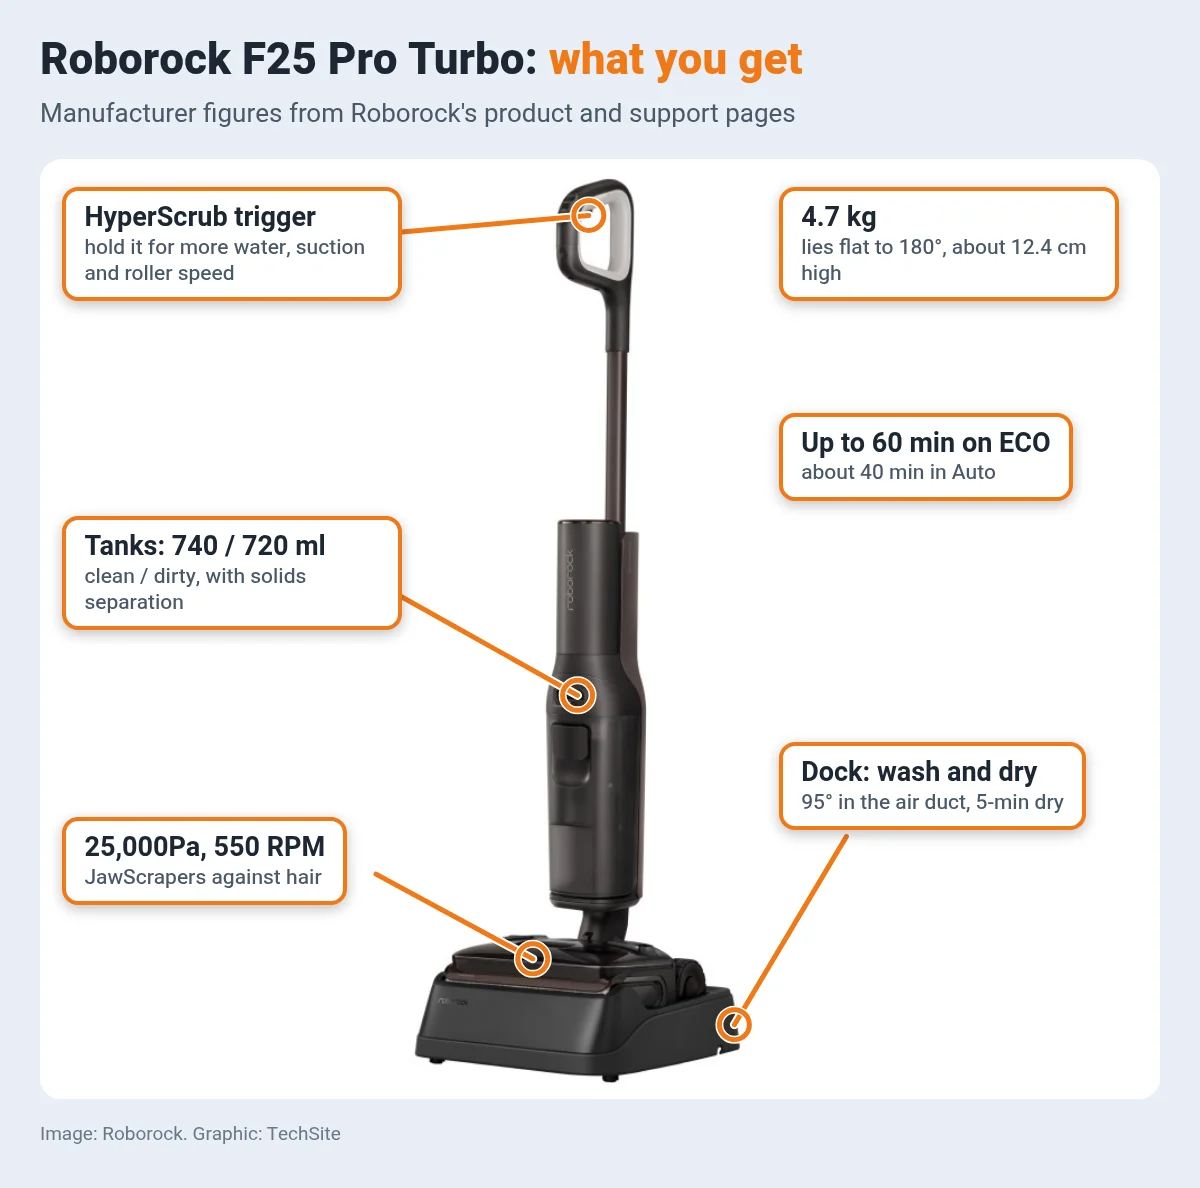 Roborock F25 Pro Turbo: what you get
Manufacturer figures from Roborock's product and support pages
HyperScrub trigger
hold it for more water, suction
and roller speed
4.7 kg
lies flat to 180°, about 12.4 cm
high
Up to 60 min on ECO
about 40 min in Auto
Tanks: 740 / 720 ml
clean / dirty, with solids
separation
roborock
Dock: wash and dry
95° in the air duct, 5-min dry
25,000Pa, 550 RPM
JawScrapers against hair
Image: Roborock. Graphic: TechSite